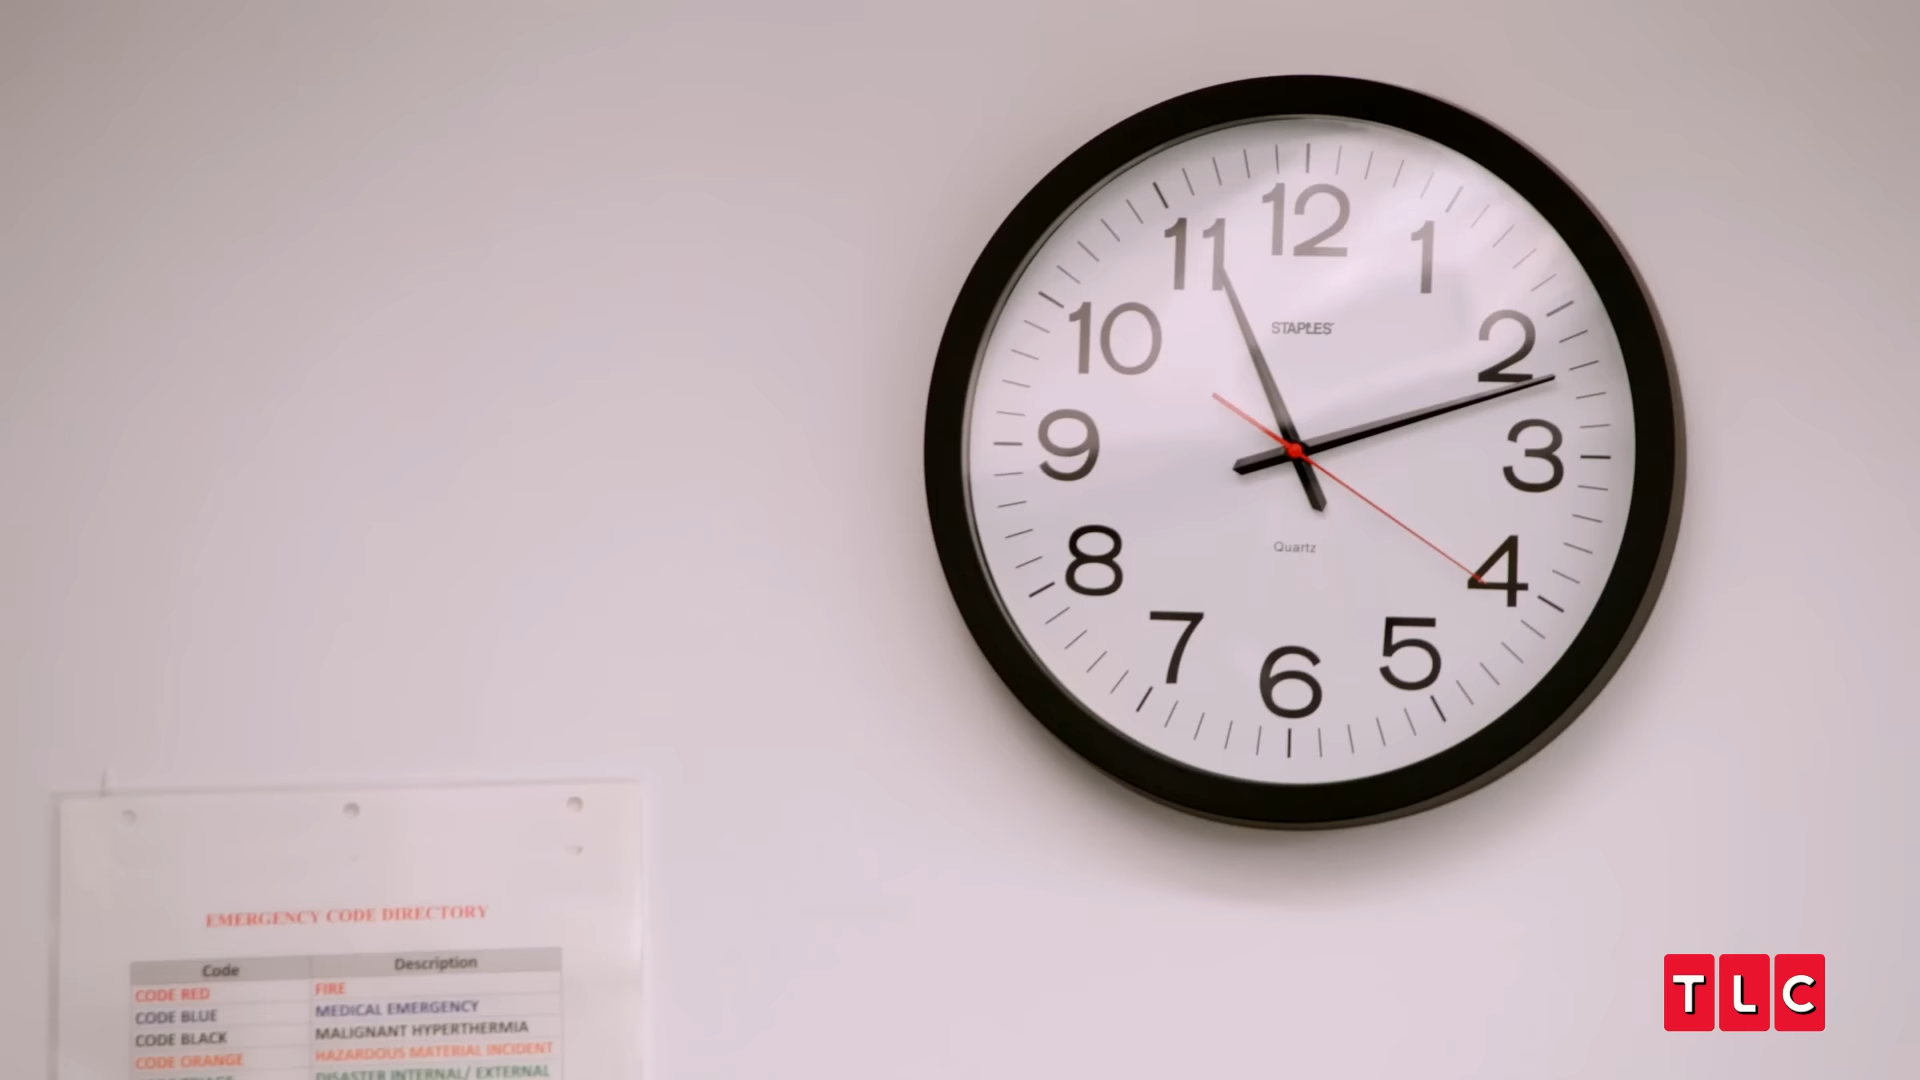 12
11
1
10
2
STAPLES
9
3
Quartz
8
4
7
5
6
EMERGENCY CODE DIRECTORY
Code Description
CODE RED FIRE
CODE BLUE MEDICAL EMERGENCY
CODE BLACK MALIGNANT HYPERTHERMIA
CODE ORANGE HAZARDOUS MATERIAL INCIDENT
DISASTER INTERNAL/ EXTERNAL
TLC